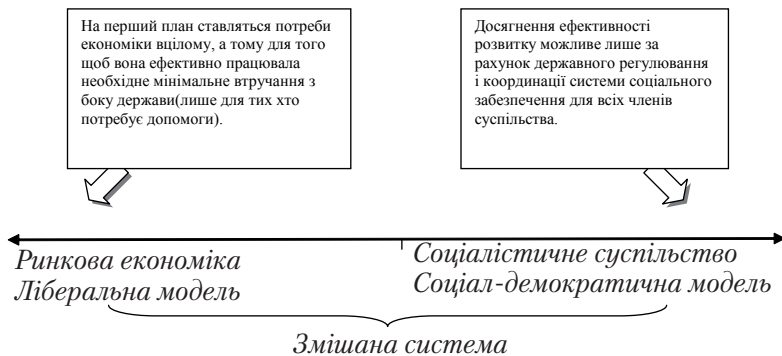 На перший план ставляться потреби
економіки вцілому, а тому для того
щоб вона ефективно працювала
необхідне мінімальне втручання з
боку держави(лише для тих хто
потребує допомоги).
Досягнення ефективності
розвитку можливе лише за
рахунок державного регулювання
і координації системи соціального
забезпечення для всіх членів
суспільства.
Ринкова економіка
Ліберальна модель
Соціалістичне суспільство
Соціал-демократична модель
Змішана система